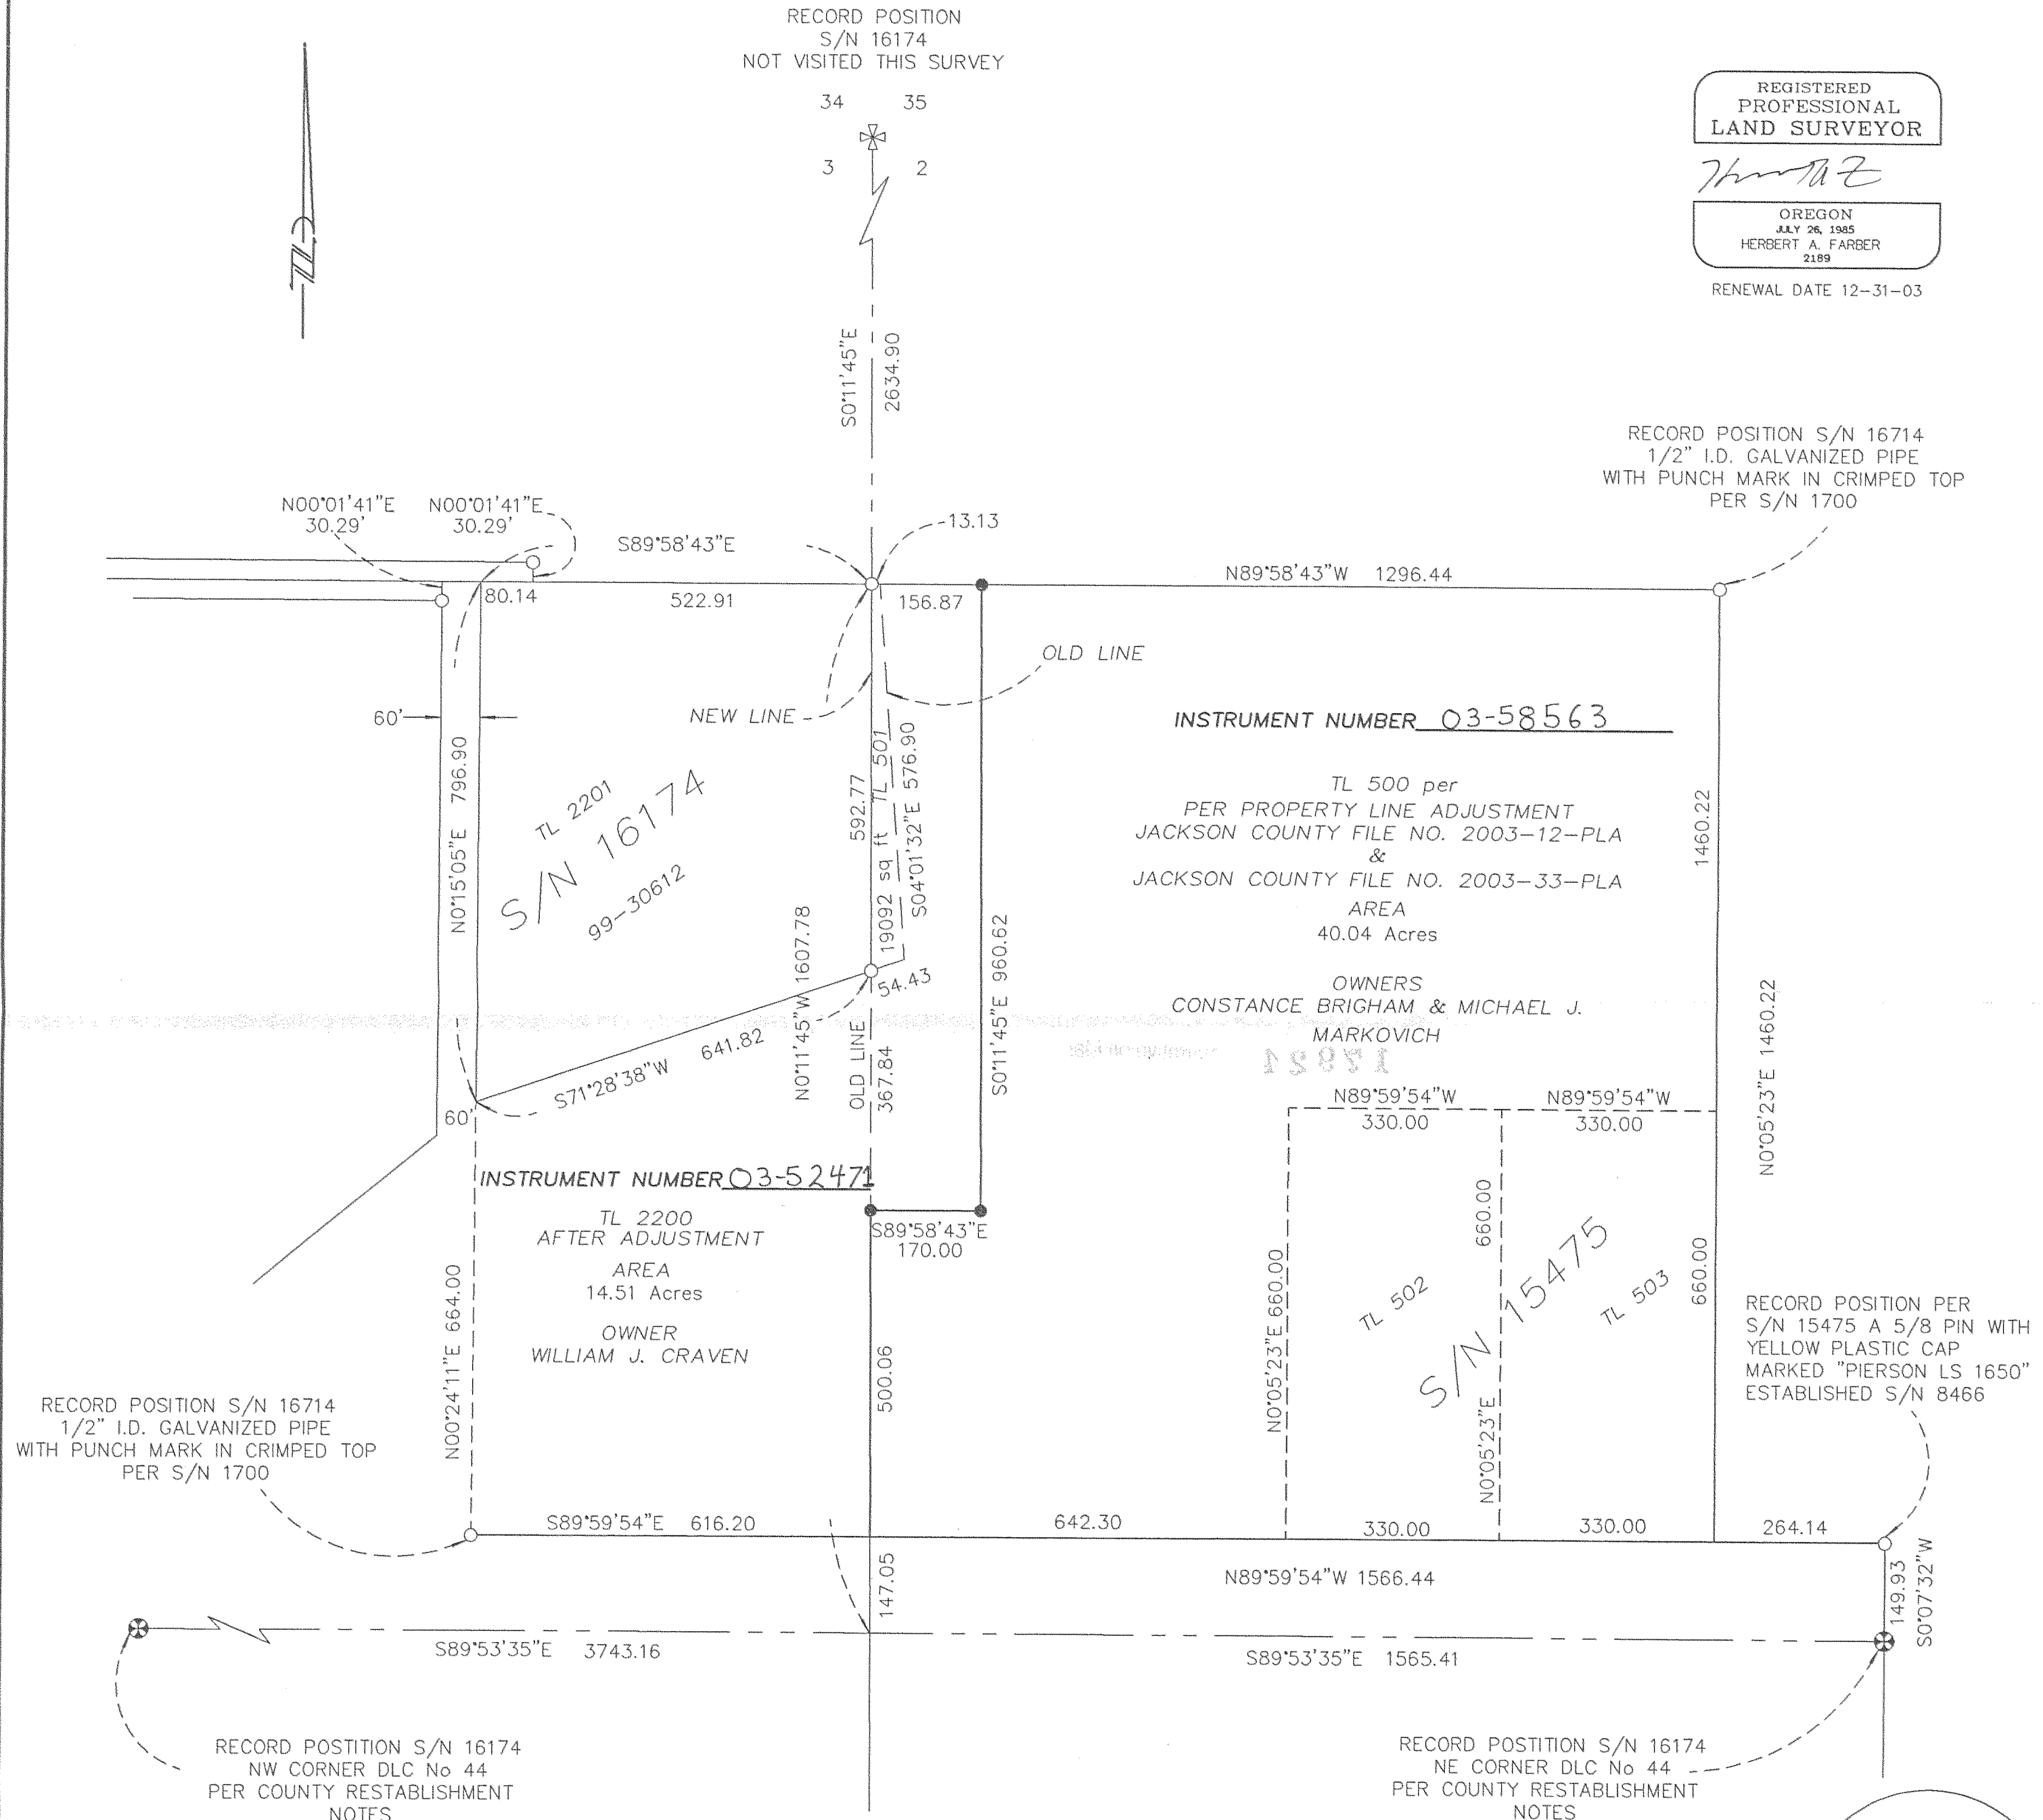 RECORD POSITION
S/N 16174
NOT VISITED THIS SURVEY
34 35
3 2
REGISTERED
PROFESSIONAL
LAND SURVEYOR
OREGON
JULY 26, 1985
HERBERT A. FARBER
2189
RENEWAL DATE 12-31-03
S0°11'45"E
2634.90
RECORD POSITION S/N 16714
1/2" I.D. GALVANIZED PIPE
WITH PUNCH MARK IN CRIMPED TOP
PER S/N 1700
N00°01'41"E
30.29'
N00°01'41"E
30.29'
S89°58'43"E
13.13
N89°58'43"W 1296.44
80.14
522.91
156.87
OLD LINE
NEW LINE
60'
N0°15'05"E 796.90
TL 2201
S/N 16174
99-30612
592.77
19092 sq ft TL 501
S04°01'32"E 576.90
INSTRUMENT NUMBER 03-58563
TL 500 per
PER PROPERTY LINE ADJUSTMENT
JACKSON COUNTY FILE NO. 2003-12-PLA
&
JACKSON COUNTY FILE NO. 2003-33-PLA
AREA
40.04 Acres
OWNERS
CONSTANCE BRIGHAM & MICHAEL J.
MARKOVICH
1460.22
N0°05'23"E 1460.22
N0°11'45"W 1607.78
54.43
S0°11'45"E 960.62
S71°28'38"W 641.82
OLD LINE
367.84
60'
N89°59'54"W
330.00
N89°59'54"W
330.00
INSTRUMENT NUMBER 03-52471
TL 2200
AFTER ADJUSTMENT
AREA
14.51 Acres
OWNER
WILLIAM J. CRAVEN
S89°58'43"E
170.00
N00°24'11"E 664.00
500.06
N0°05'23"E 660.00
TL 502
660.00
N0°05'23"E
S/N 15475
TL 503
660.00
RECORD POSITION PER
S/N 15475 A 5/8 PIN WITH
YELLOW PLASTIC CAP
MARKED "PIERSON LS 1650"
ESTABLISHED S/N 8466
RECORD POSITION S/N 16714
1/2" I.D. GALVANIZED PIPE
WITH PUNCH MARK IN CRIMPED TOP
PER S/N 1700
S89°59'54"E 616.20
642.30
330.00
330.00
264.14
147.05
N89°59'54"W 1566.44
149.93
S0°07'32"W
S89°53'35"E 3743.16
S89°53'35"E 1565.41
RECORD POSTITION S/N 16174
NW CORNER DLC No 44
PER COUNTY RESTABLISHMENT
NOTES
RECORD POSTITION S/N 16174
NE CORNER DLC No 44
PER COUNTY RESTABLISHMENT
NOTES